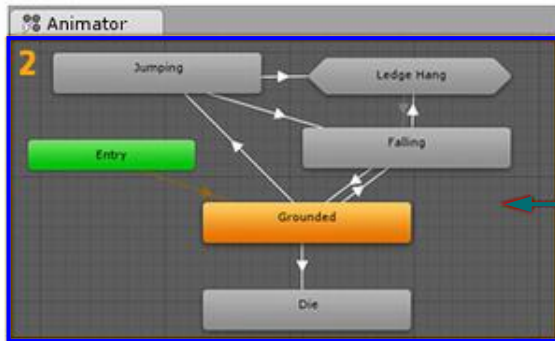 Animator
2
Jumping
Ledge Hang
Falling
Entry
Grounded
Die